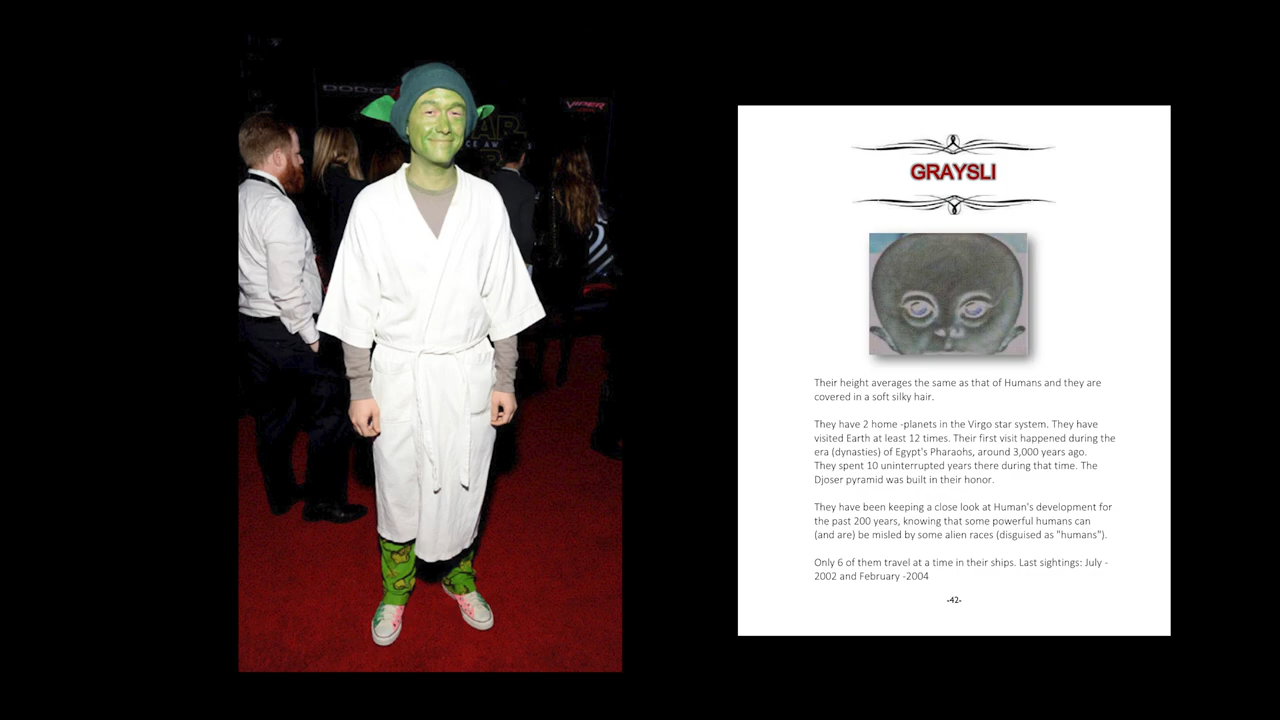 DODGE
VIPER
GRAYSLI
Their height averages the same as that of Humans and they are
covered in a soft silky hair.
They have 2 home -planets in the Virgo star system. They have
visited Earth at least 12 times. Their first visit happened during the
era (dynasties) of Egypt's Pharaohs, around 3,000 years ago.
They spent 10 uninterrupted years there during that time. The
Djoser pyramid was built in their honor.
They have been keeping a close look at Human's development for
the past 200 years, knowing that some powerful humans can
(and are) be misled by some alien races (disguised as "humans").
Only 6 of them travel at a time in their ships. Last sightings: July -
2002 and February -2004
-42-